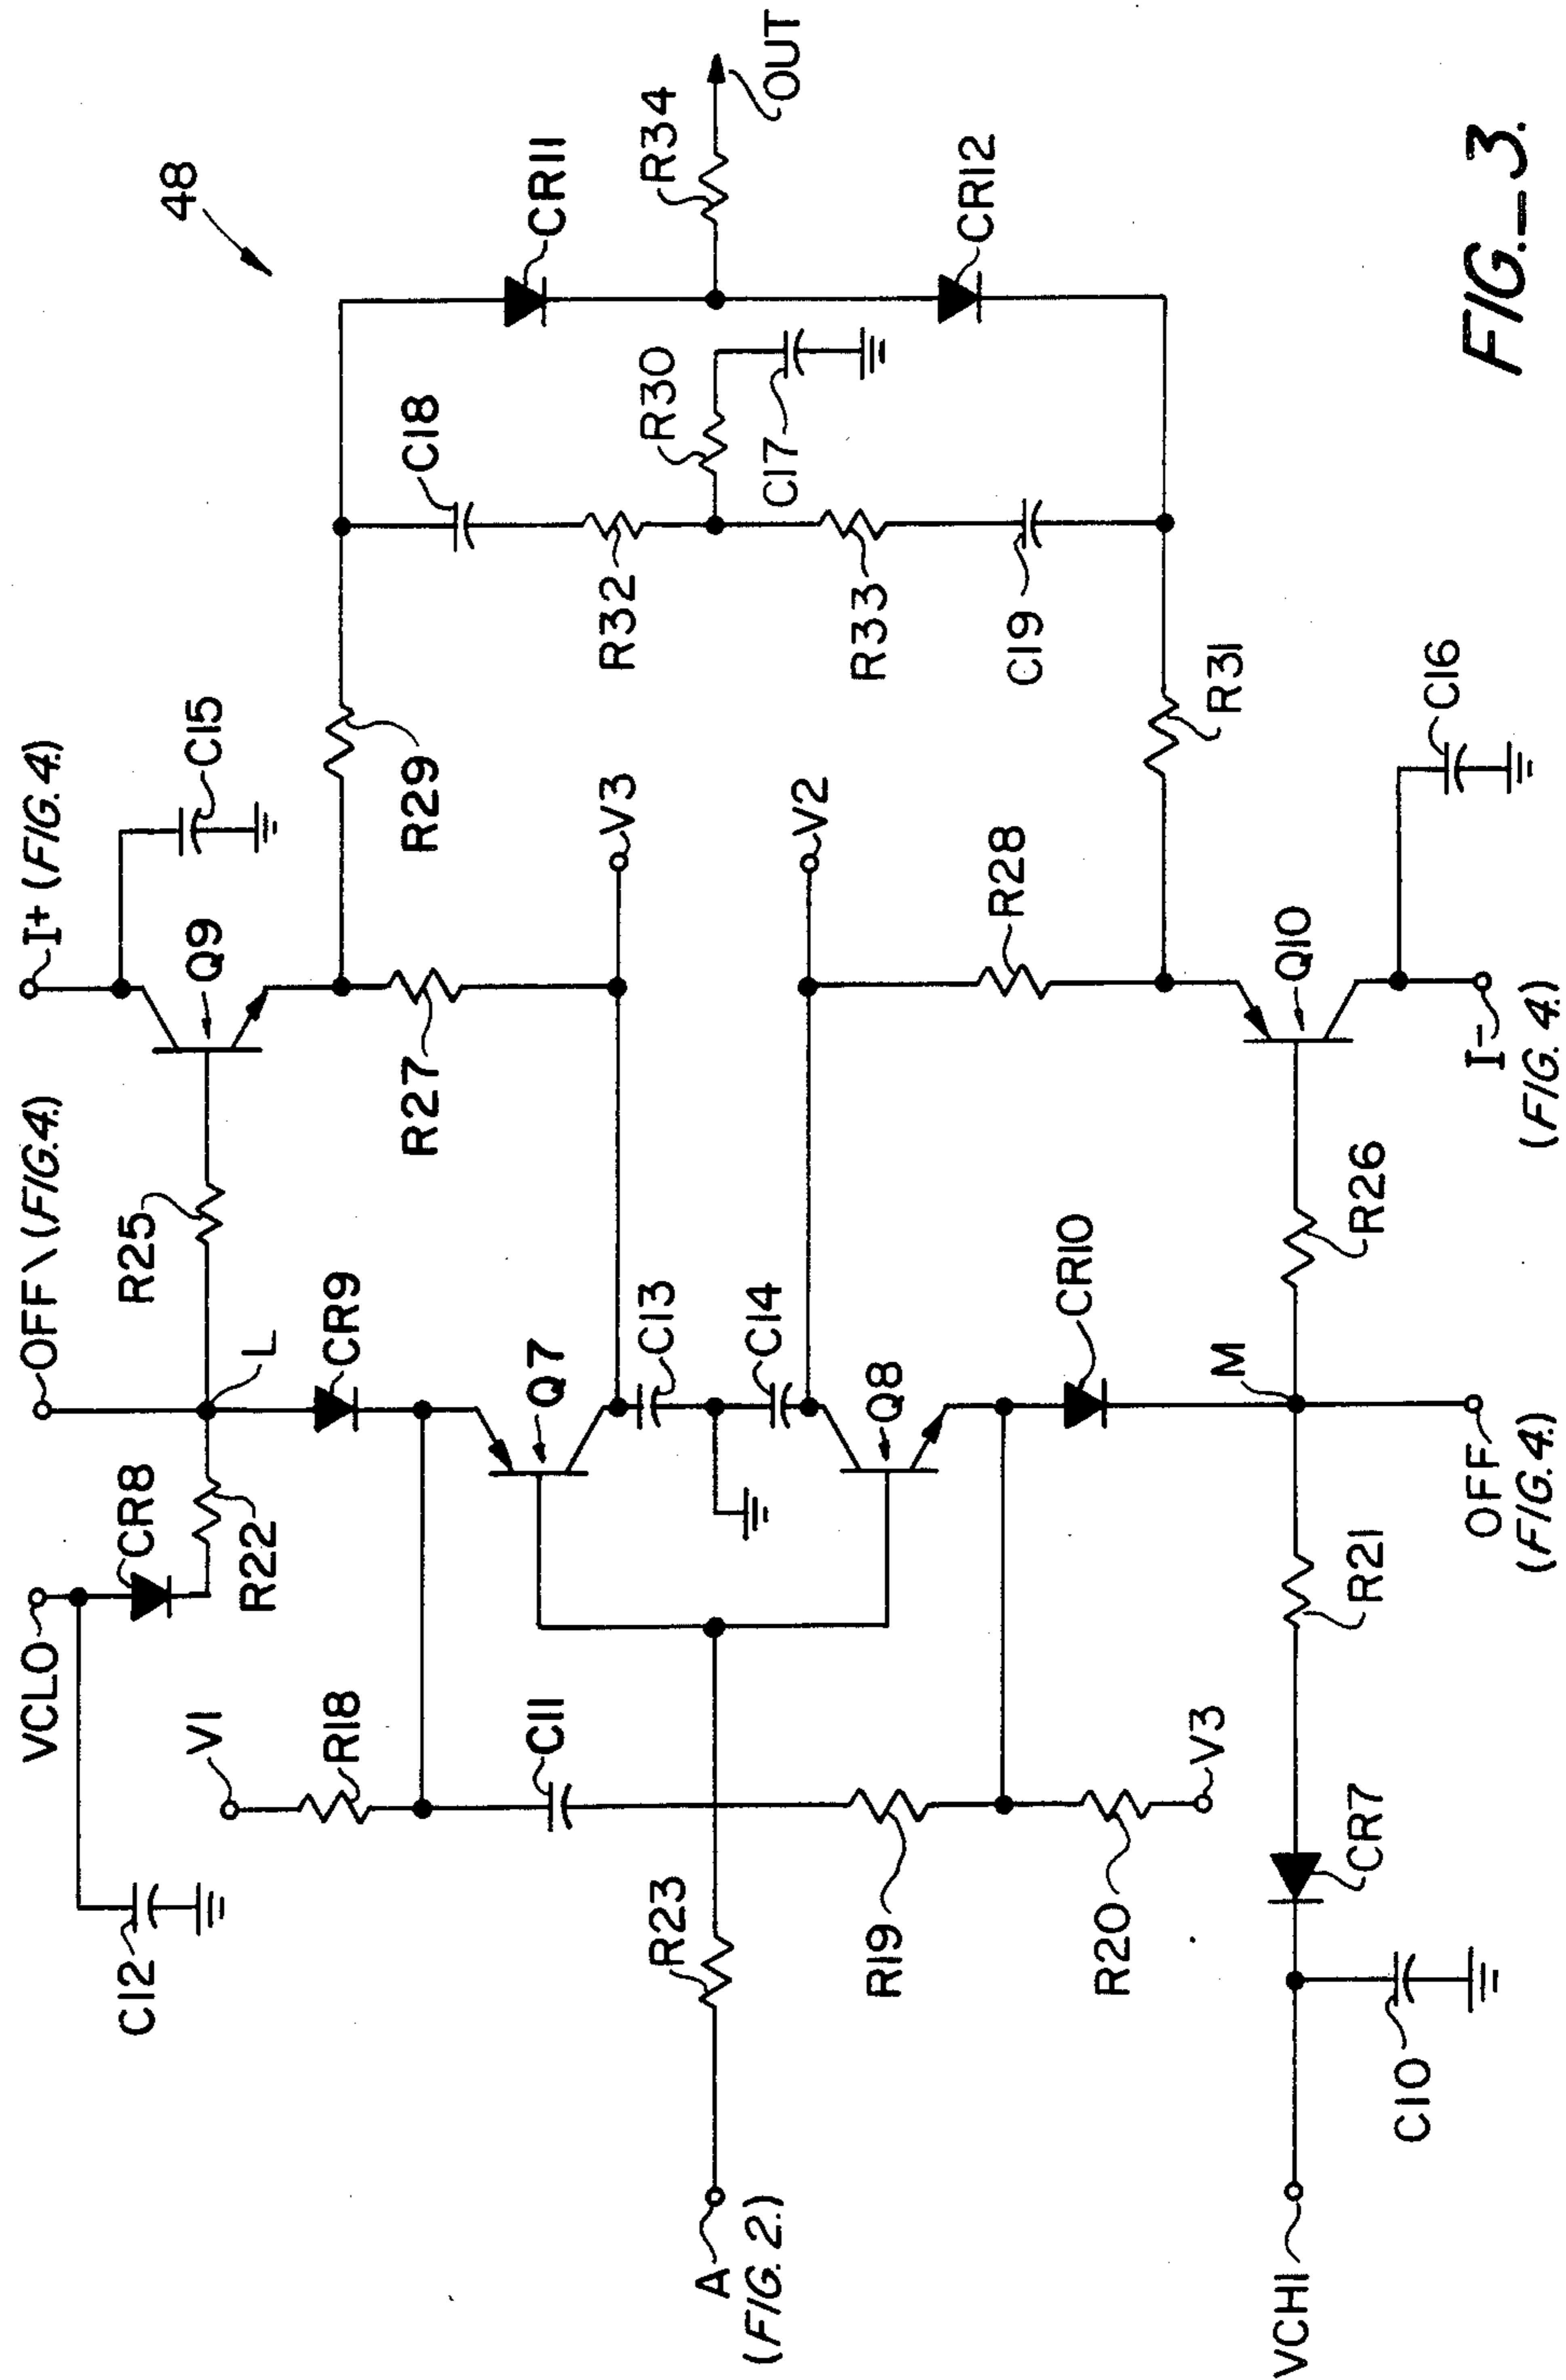 48
OFF\ (FIG.4.)
I+ (FIG. 4.)
VCLO
CR8
R25
L
Q9
C15
C12
V1
R22
CR9
R27
R29
C18
CR11
R18
C11
Q7
C13
V3
R32
R30
R34
OUT
A
(FIG. 2.)
R23
C14
V2
C17
R19
Q8
R28
R33
CR12
R20
V3
CR10
C19
M
R31
VCHI
C10
CR7
R21
R26
Q10
C16
OFF
(FIG.4.)
I-
(FIG. 4.)
FIG._3.